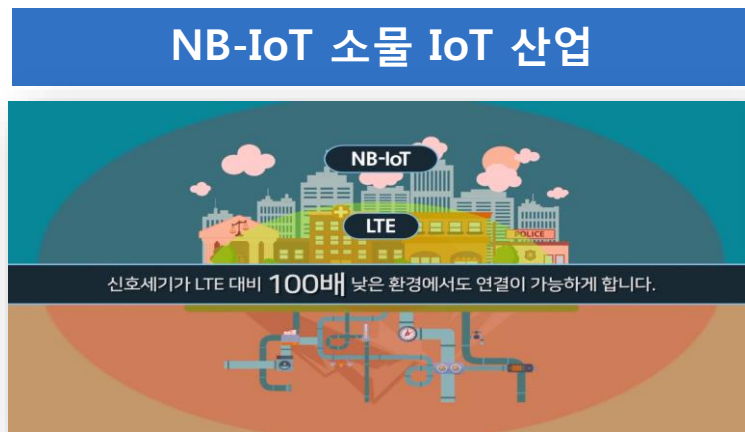 NB-IoT 소물 IoT 산업
NB-IoT
LTE
POLICE
신호세기가 LTE 대비 100배 낮은 환경에서도 연결이 가능하게 합니다.